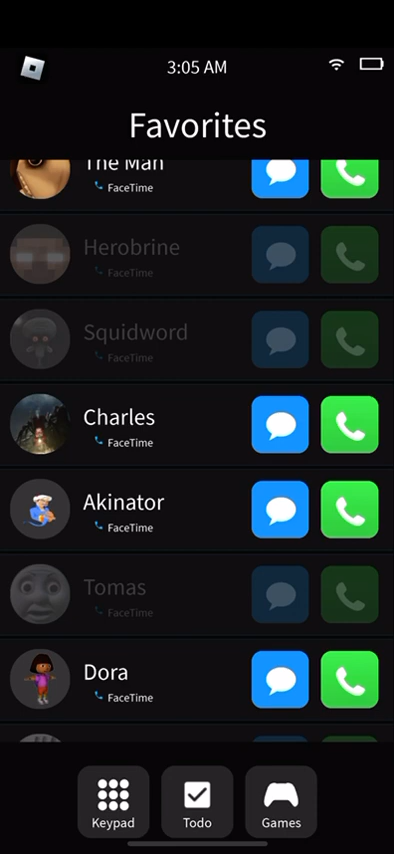 3:05 AM
Favorites
The Man
FaceTime
Herobrine
FaceTime
Squidword
FaceTime
Charles
FaceTime
Akinator
FaceTime
Tomas
FaceTime
Dora
FaceTime
Keypad Todo Games